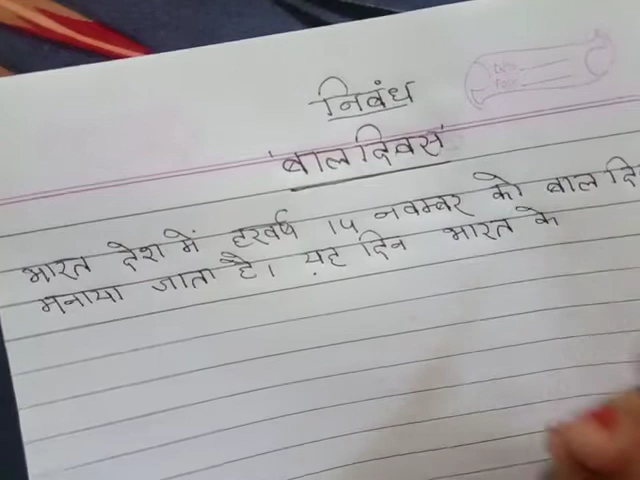 निबंध
'बाल दिवस'
भारत देश में हरवर्ष 14 नवम्बर को बाल दि
मनाया जाता है। यह दिन भारत के